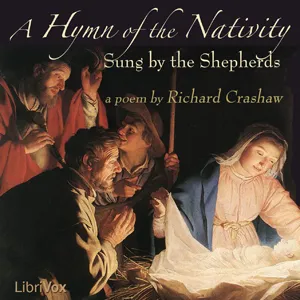 A Hymn of the Nativity
Sung by the Shepherds
a poem by Richard Crashaw
LibriVox